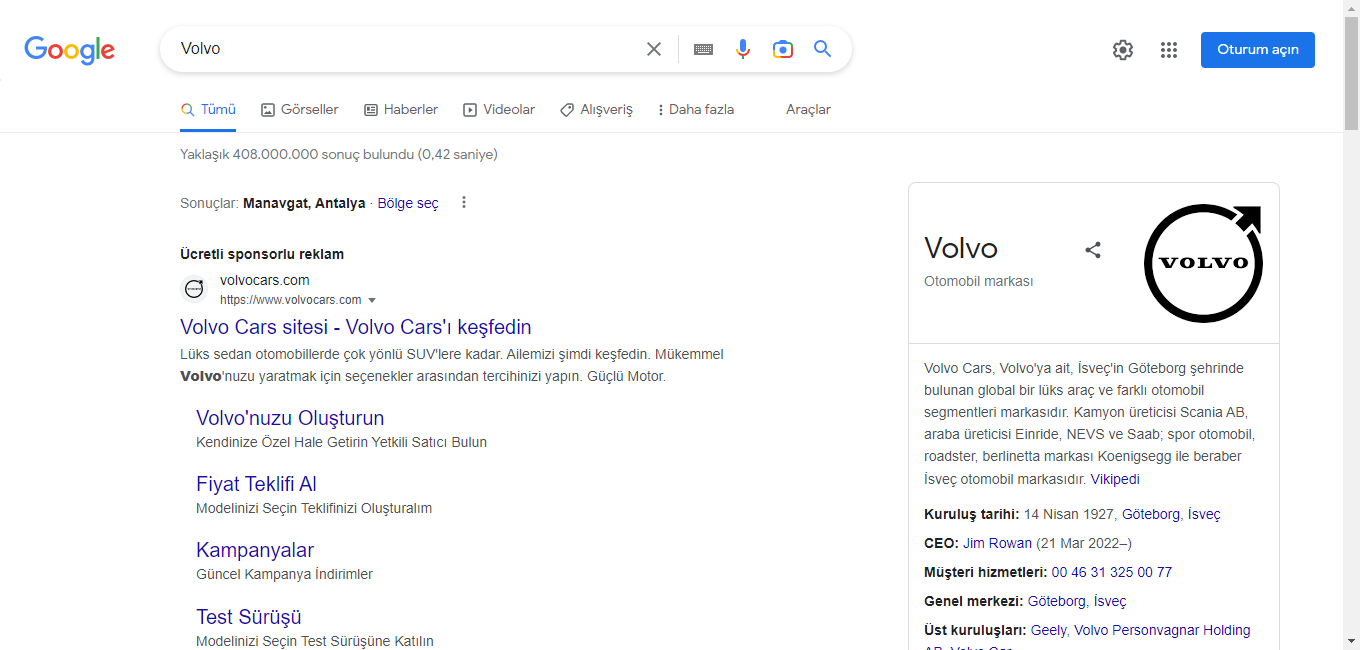 Google
Volvo
Oturum açın
Tümü
Görseller
Haberler
Videolar
Alışveriş
Daha fazla
Araçlar
Yaklaşık 408.000.000 sonuç bulundu (0,42 saniye)
Sonuçlar: Manavgat, Antalya · Bölge seç
Ücretli sponsorlu reklam
volvocars.com
https://www.volvocars.com
Volvo Cars sitesi - Volvo Cars'ı keşfedin
Lüks sedan otomobillerde çok yönlü SUV'lere kadar. Ailemizi şimdi keşfedin. Mükemmel
Volvo'nuzu yaratmak için seçenekler arasından tercihinizi yapın. Güçlü Motor.
Volvo'nuzu Oluşturun
Kendinize Özel Hale Getirin Yetkili Satıcı Bulun
Fiyat Teklifi Al
Modelinizi Seçin Teklifinizi Oluşturalım
Kampanyalar
Güncel Kampanya İndirimler
Test Sürüşü
Modelinizi Seçin Test Sürüşüne Katılın
Volvo
Otomobil markası
VOLVO
Volvo Cars, Volvo'ya ait, İsveç'in Göteborg şehrinde
bulunan global bir lüks araç ve farklı otomobil
segmentleri markasıdır. Kamyon üreticisi Scania AB,
araba üreticisi Einride, NEVS ve Saab; spor otomobil,
roadster, berlinetta markası Koenigsegg ile beraber
İsveç otomobil markasıdır. Vikipedi
Kuruluş tarihi: 14 Nisan 1927, Göteborg, İsveç
CEO: Jim Rowan (21 Mar 2022–)
Müşteri hizmetleri: 00 46 31 325 00 77
Genel merkezi: Göteborg, İsveç
Üst kuruluşları: Geely, Volvo Personvagnar Holding